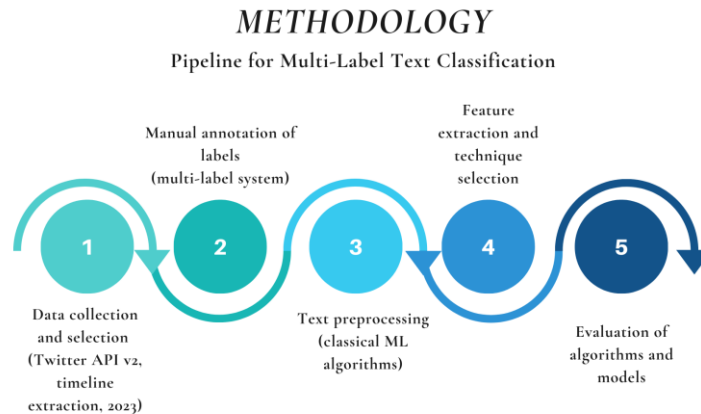 METHODOLOGY
Pipeline for Multi-Label Text Classification
1
Data collection
and selection
(Twitter API v2,
timeline
extraction, 2023)
Manual annotation of
labels
(multi-label system)
2
3
Text preprocessing
(classical ML
algorithms)
Feature
extraction and
technique
selection
4
5
Evaluation of
algorithms and
models